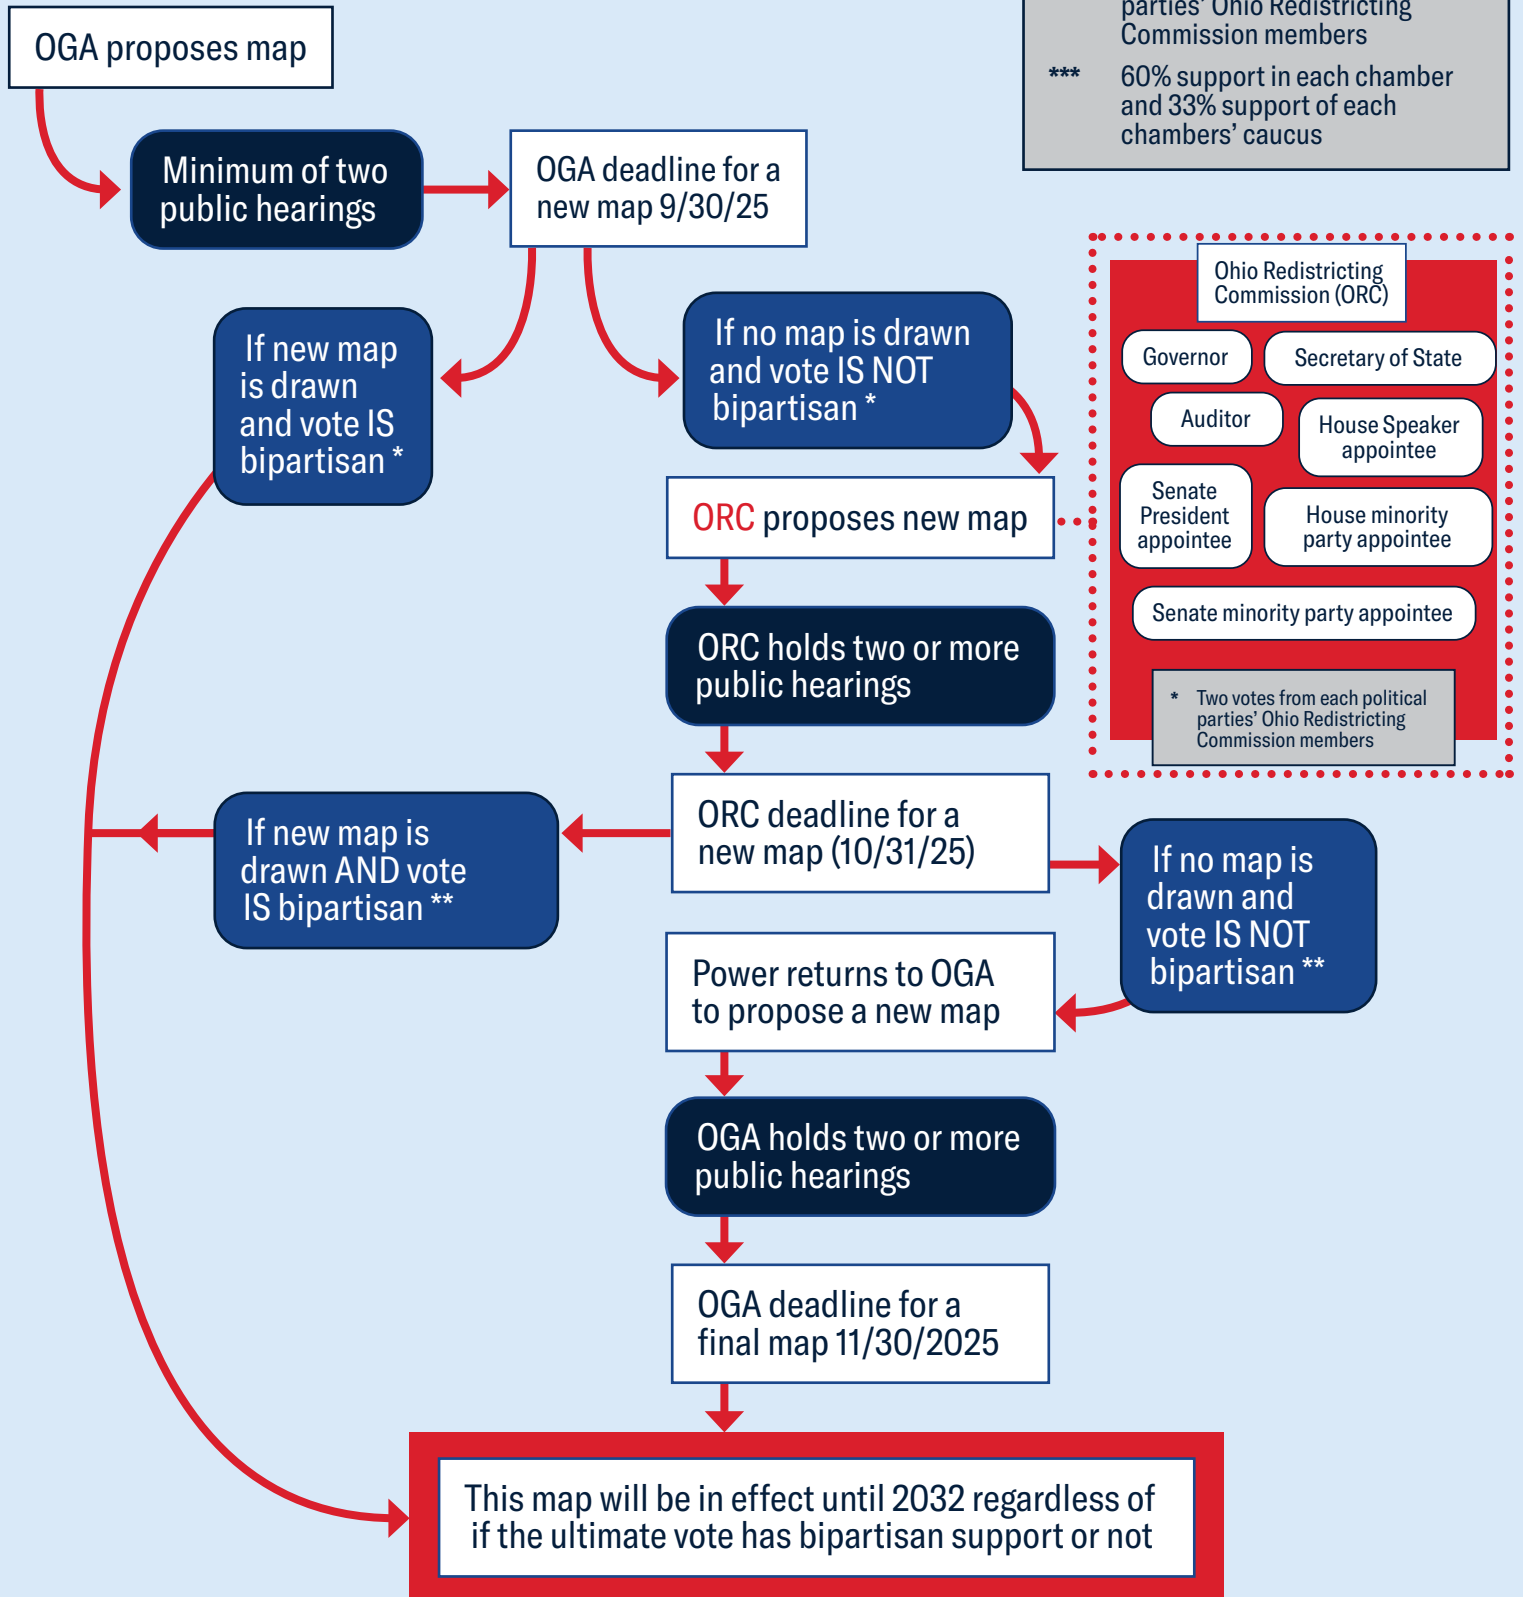 OGA proposes map
parties' Ohio Redistricting
Commission members
*** 60% support in each chamber
and 33% support of each
chambers' caucus
Minimum of two
public hearings
OGA deadline for a
new map 9/30/25
If new map
is drawn
and vote IS
bipartisan *
If no map is drawn
and vote IS NOT
bipartisan *
Ohio Redistricting
Commission (ORC)
Governor
Secretary of State
Auditor
House Speaker
appointee
Senate
President
appointee
House minority
party appointee
Senate minority party appointee
* Two votes from each political
parties' Ohio Redistricting
Commission members
ORC proposes new map
ORC holds two or more
public hearings
ORC deadline for a
new map (10/31/25)
If new map is
drawn AND vote
IS bipartisan **
If no map is
drawn and
vote IS NOT
bipartisan **
Power returns to OGA
to propose a new map
OGA holds two or more
public hearings
OGA deadline for a
final map 11/30/2025
This map will be in effect until 2032 regardless of
if the ultimate vote has bipartisan support or not